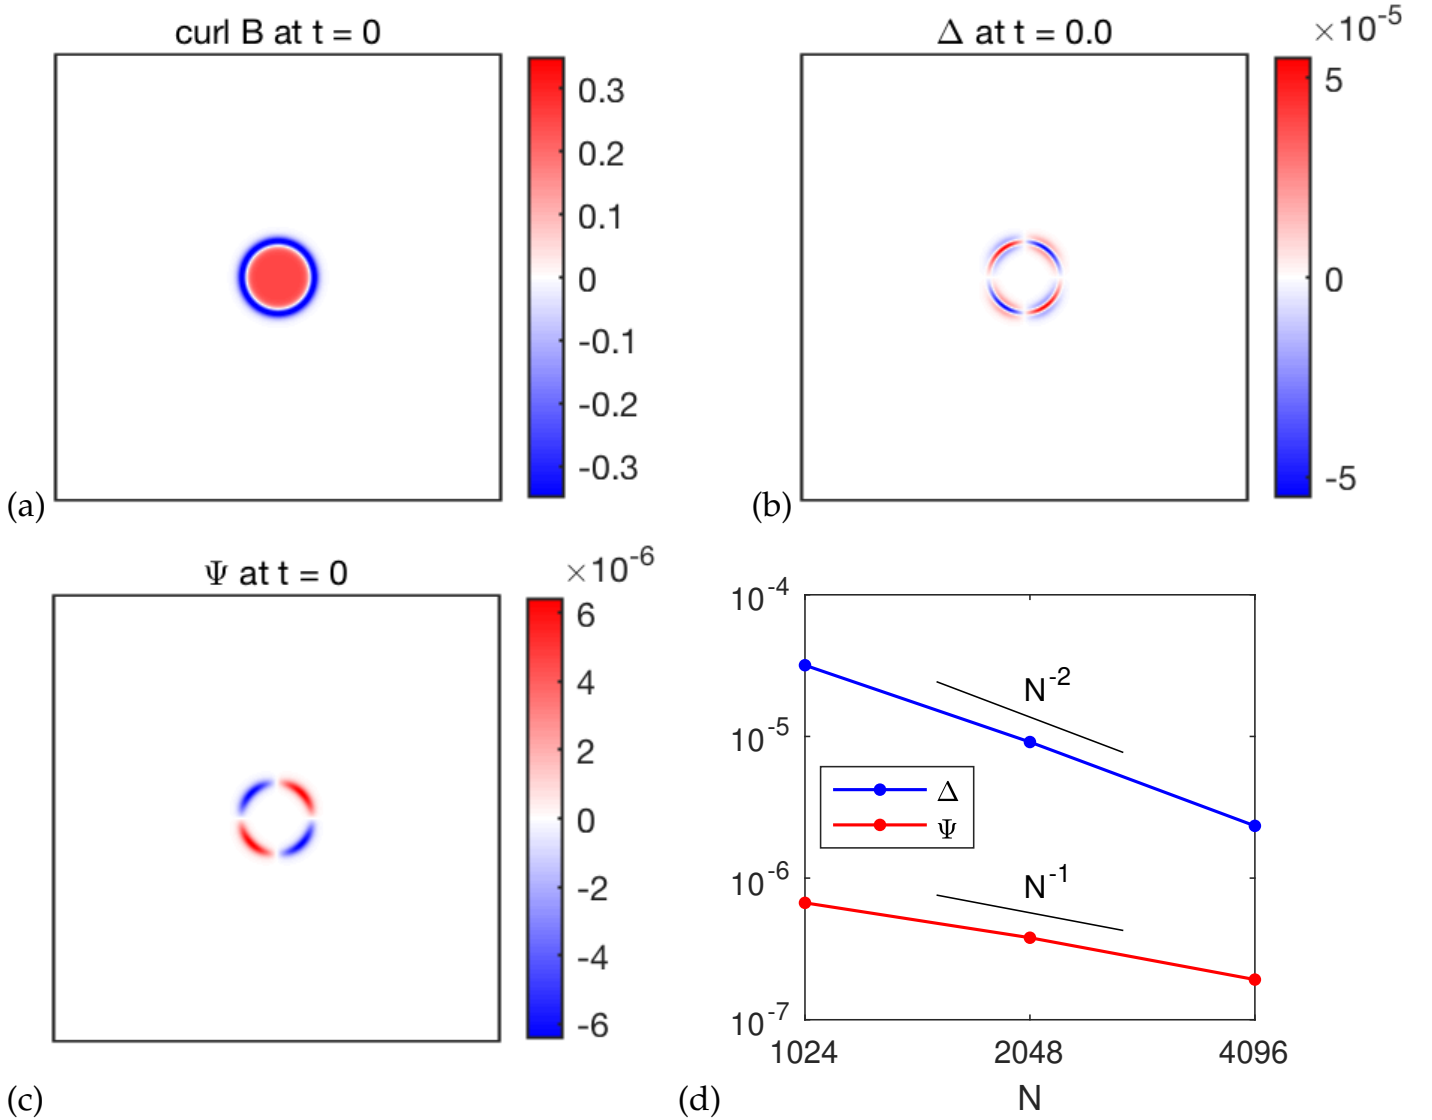 curl B at t = 0
0.3
0.2
0.1
0
-0.1
-0.2
-0.3
(a)
Δ at t = 0.0
×10-5
5
0
-5
(b)
Ψ at t = 0
×10-6
6
4
2
0
-2
-4
-6
(c)
10-4
10-5
10-6
10-7
N-2
Δ
Ψ
N-1
1024
2048
4096
N
(d)